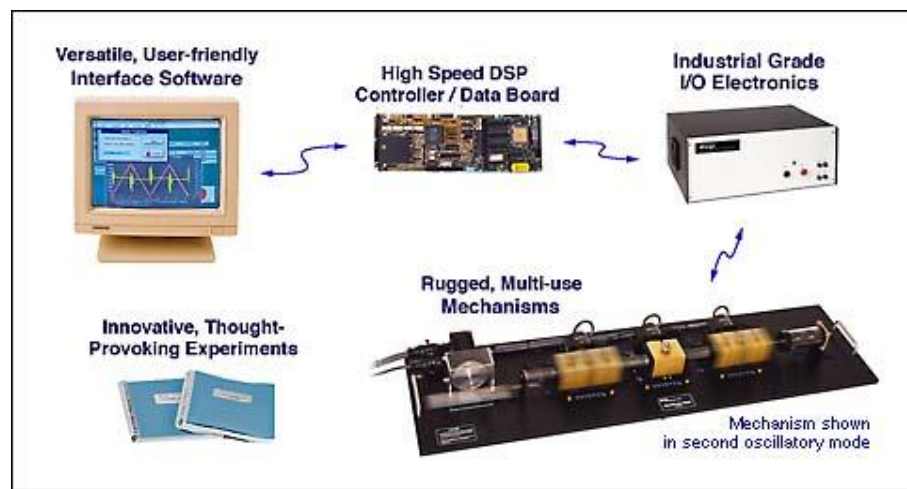 Versatile, User-friendly
Interface Software
High Speed DSP
Controller / Data Board
Industrial Grade
I/O Electronics
Rugged, Multi-use
Mechanisms
Innovative, Thought-
Provoking Experiments
Mechanism shown
in second oscillatory mode